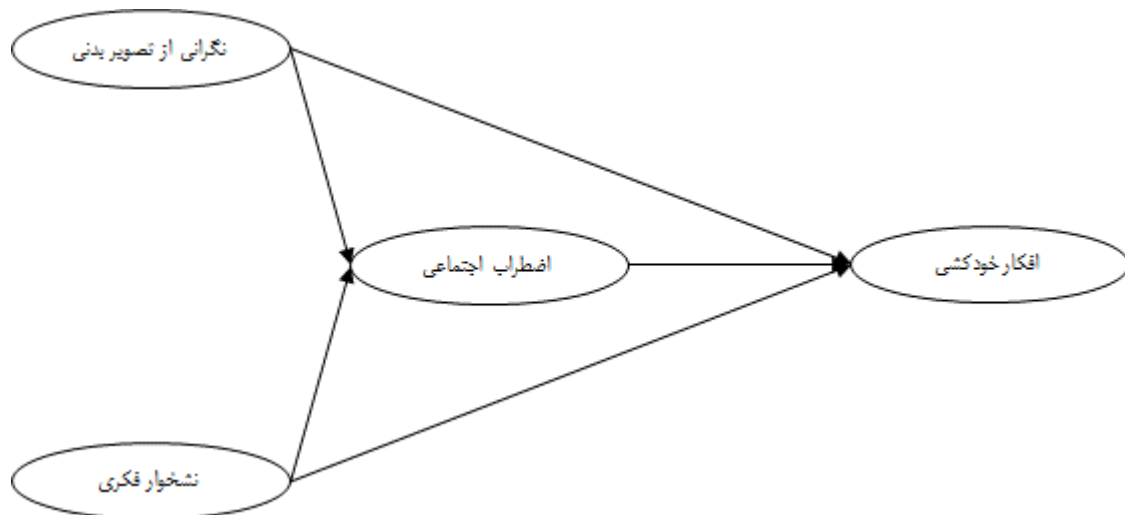 نگرانی از تصویر بدنی
اضطراب اجتماعی
افکار خودکشی
نشخوار فکری